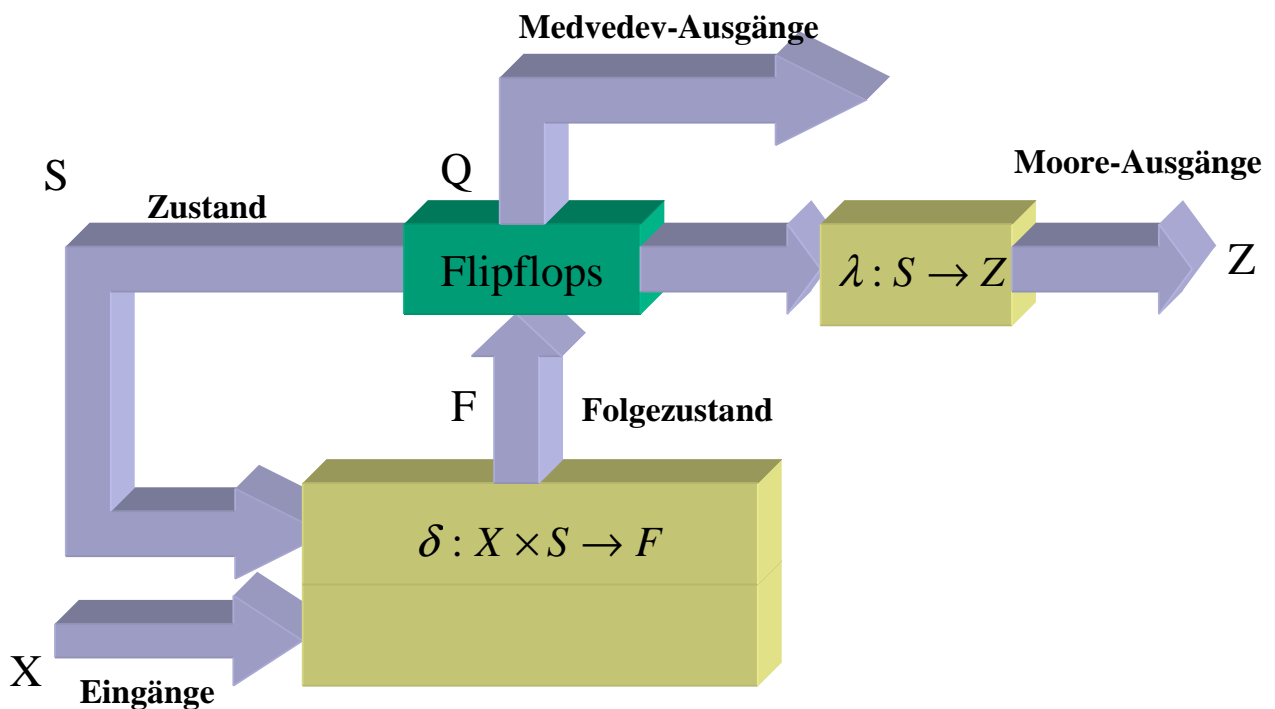 Medvedev-Ausgänge
S
Q
Moore-Ausgänge
Zustand
Flipflops
λ : S → Z
Z
F
Folgezustand
δ : X × S → F
X
Eingänge